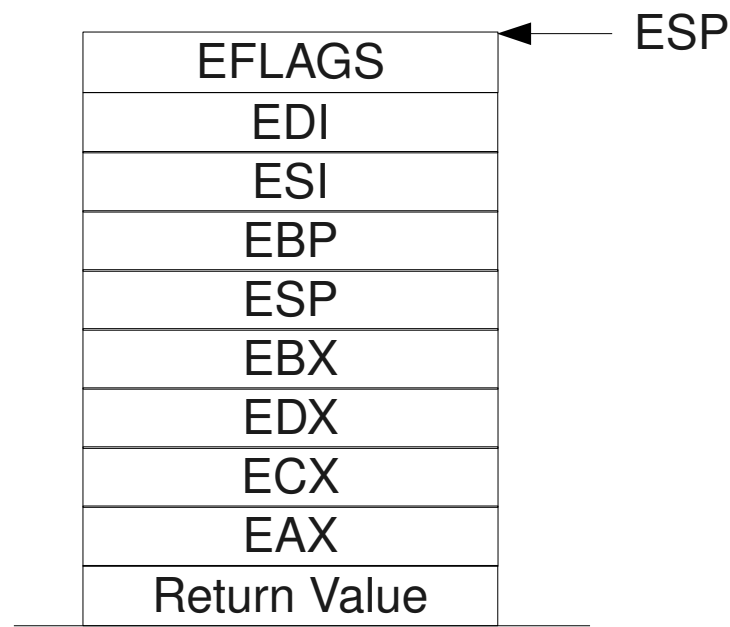 ESP
EFLAGS
EDI
ESI
EBP
ESP
EBX
EDX
ECX
EAX
Return Value